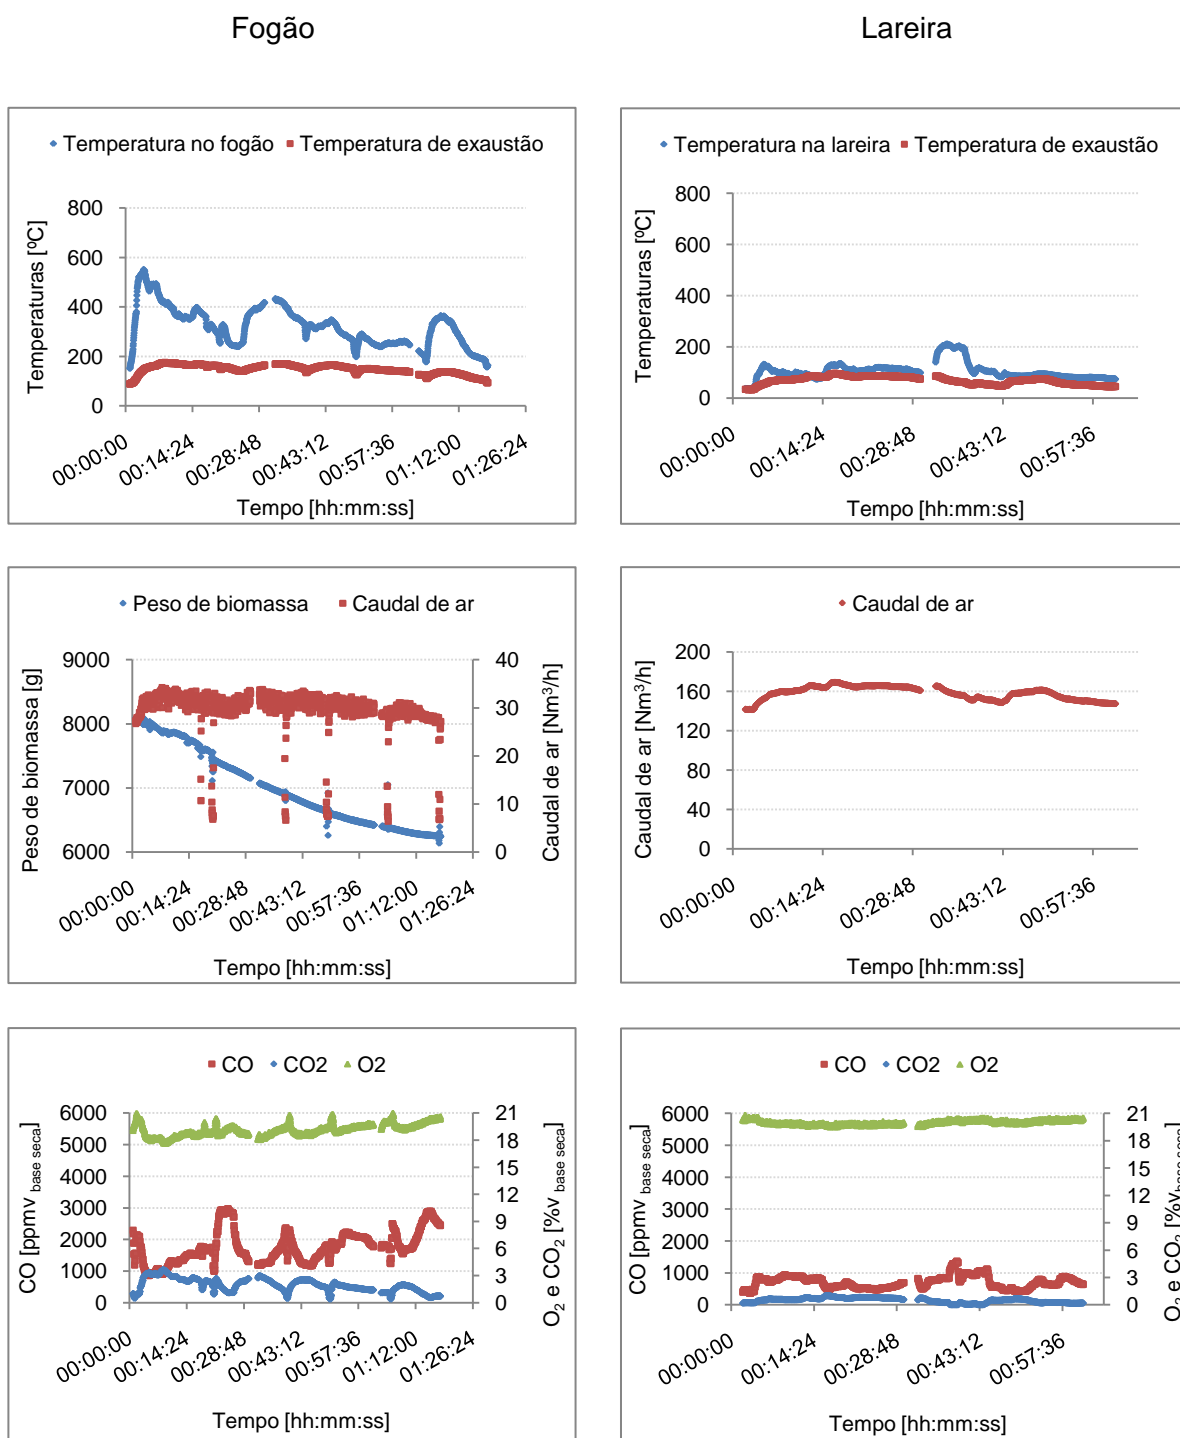 Fogão
Lareira
Temperatura no fogão Temperatura de exaustão
Temperaturas [ºC]
800
600
400
200
0
00:00:00 00:14:24 00:28:48 00:43:12 00:57:36 01:12:00 01:26:24
Tempo [hh:mm:ss]
Temperatura na lareira Temperatura de exaustão
Temperaturas [ºC]
800
600
400
200
0
00:00:00 00:14:24 00:28:48 00:43:12 00:57:36
Tempo [hh:mm:ss]
Peso de biomassa Caudal de ar
Peso de biomassa [g]
9000
8000
7000
6000
40
30
20
10
0
Caudal de ar [Nm³/h]
00:00:00 00:14:24 00:28:48 00:43:12 00:57:36 01:12:00 01:26:24
Tempo [hh:mm:ss]
Caudal de ar
Caudal de ar [Nm³/h]
200
160
120
80
40
0
00:00:00 00:14:24 00:28:48 00:43:12 00:57:36
Tempo [hh:mm:ss]
CO CO2 O2
CO [ppmv base seca]
6000
5000
4000
3000
2000
1000
0
21
18
15
12
9
6
3
0
O₂ e CO₂ [%v base seca]
00:00:00 00:14:24 00:28:48 00:43:12 00:57:36 01:12:00 01:26:24
Tempo [hh:mm:ss]
CO CO2 O2
CO [ppmv base seca]
6000
5000
4000
3000
2000
1000
0
21
18
15
12
9
6
3
0
O₂ e CO₂ [%v base seca]
00:00:00 00:14:24 00:28:48 00:43:12 00:57:36
Tempo [hh:mm:ss]